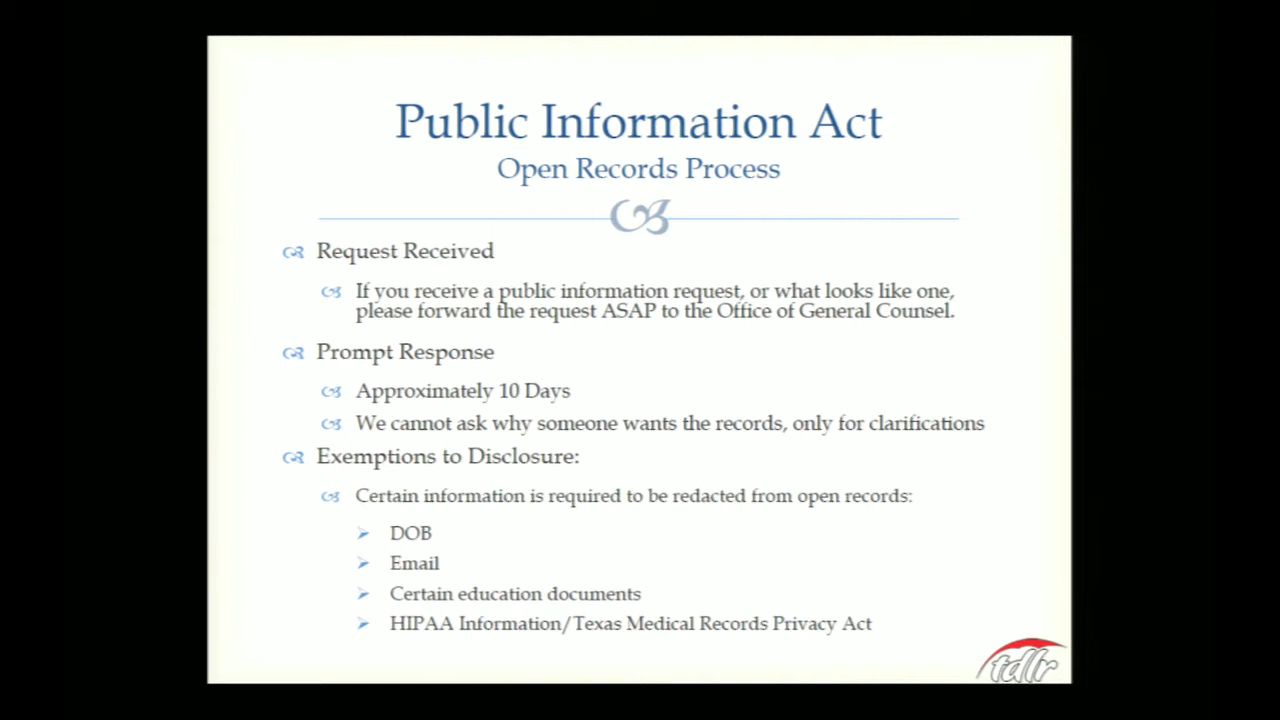 Public Information Act
Open Records Process
Request Received
If you receive a public information request, or what looks like one,
please forward the request ASAP to the Office of General Counsel.
Prompt Response
Approximately 10 Days
We cannot ask why someone wants the records, only for clarifications
Exemptions to Disclosure:
Certain information is required to be redacted from open records:
DOB
Email
Certain education documents
HIPAA Information/Texas Medical Records Privacy Act
tdlr